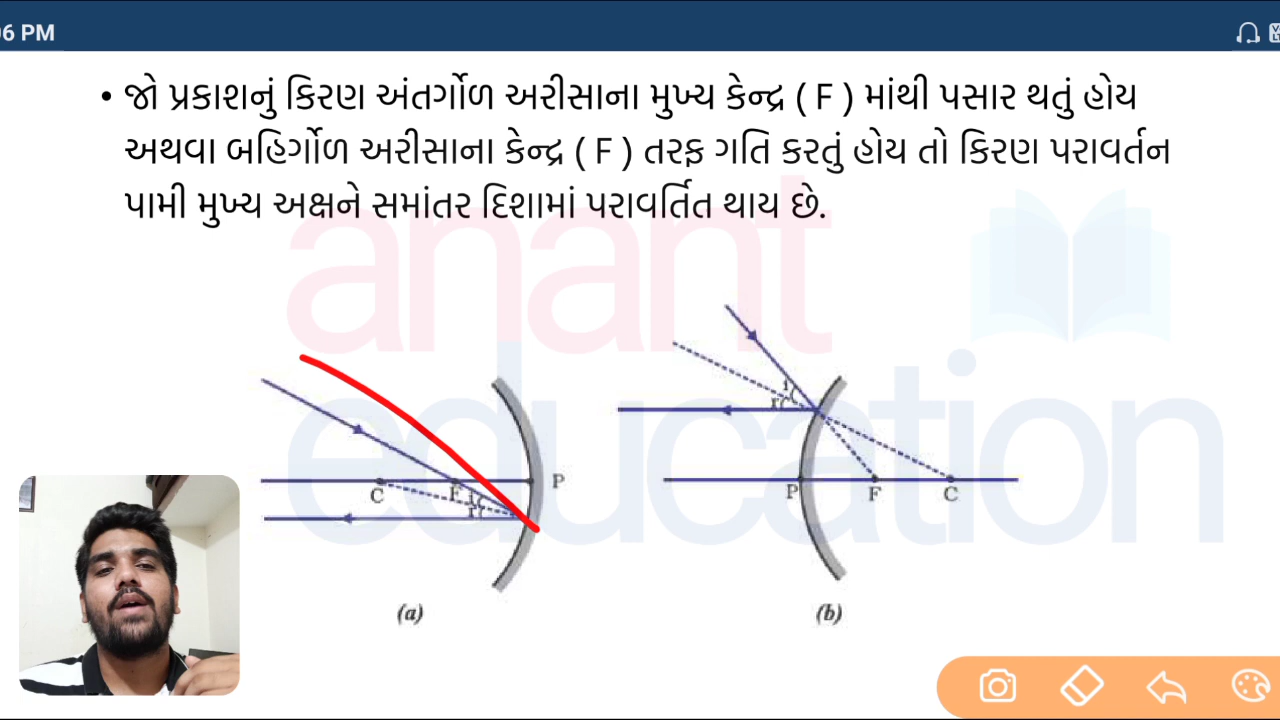 06 PM
• જો પ્રકાશનું કિરણ અંતર્ગોળ અરીસાના મુખ્ય કેન્દ્ર ( F ) માંથી પસાર થતું હોય
અથવા બહિર્ગોળ અરીસાના કેન્દ્ર ( F ) તરફ ગતિ કરતું હોય તો કિરણ પરાવર્તન
પામી મુખ્ય અક્ષને સમાંતર દિશામાં પરાવર્તિત થાય છે.
anant
education
C F P
i
r
(a)
i
r
P F C
(b)